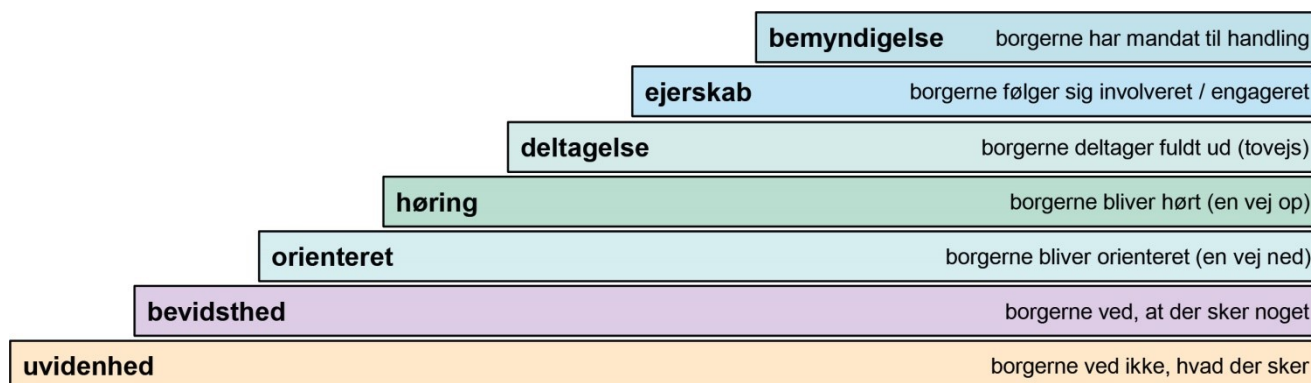 bemyndigelse borgerne har mandat til handling
ejerskab borgerne følger sig involveret / engageret
deltagelse borgerne deltager fuldt ud (tovejs)
høring borgerne bliver hørt (en vej op)
orienteret borgerne bliver orienteret (en vej ned)
bevidsthed borgerne ved, at der sker noget
uvidenhed borgerne ved ikke, hvad der sker